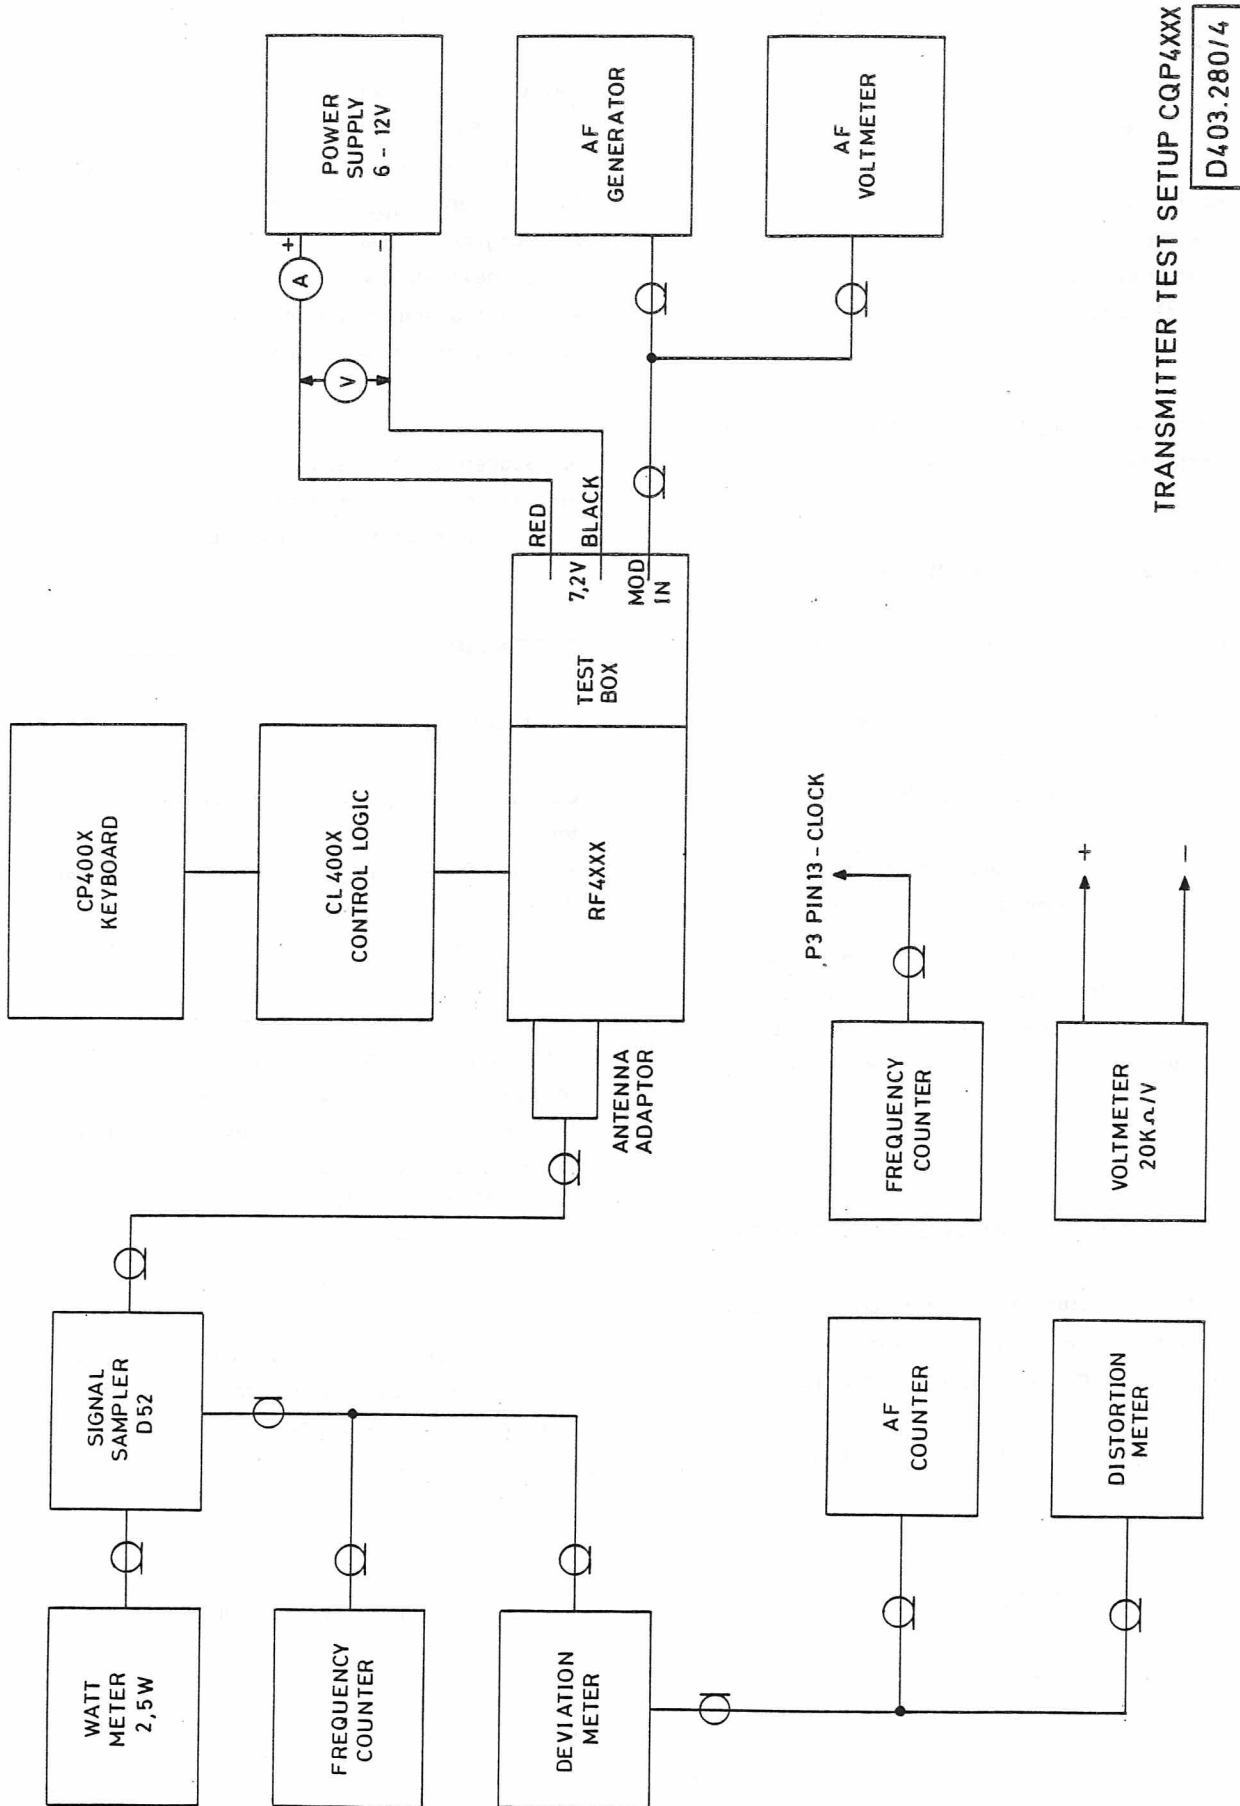 WATT
METER
2,5W
SIGNAL
SAMPLER
D52
CP400X
KEYBOARD
POWER
SUPPLY
6 - 12V
+
-
A
V
FREQUENCY
COUNTER
CL400X
CONTROL LOGIC
AF
GENERATOR
DEVIATION
METER
ANTENNA
ADAPTOR
RF4XXX
TEST
BOX
RED
7,2V
BLACK
MOD
IN
AF
VOLTMETER
AF
COUNTER
FREQUENCY
COUNTER
P3 PIN13 - CLOCK
DISTORTION
METER
VOLTMETER
20KΩ/V
+
-
TRANSMITTER TEST SETUP CQP4XXX
D403.280/4